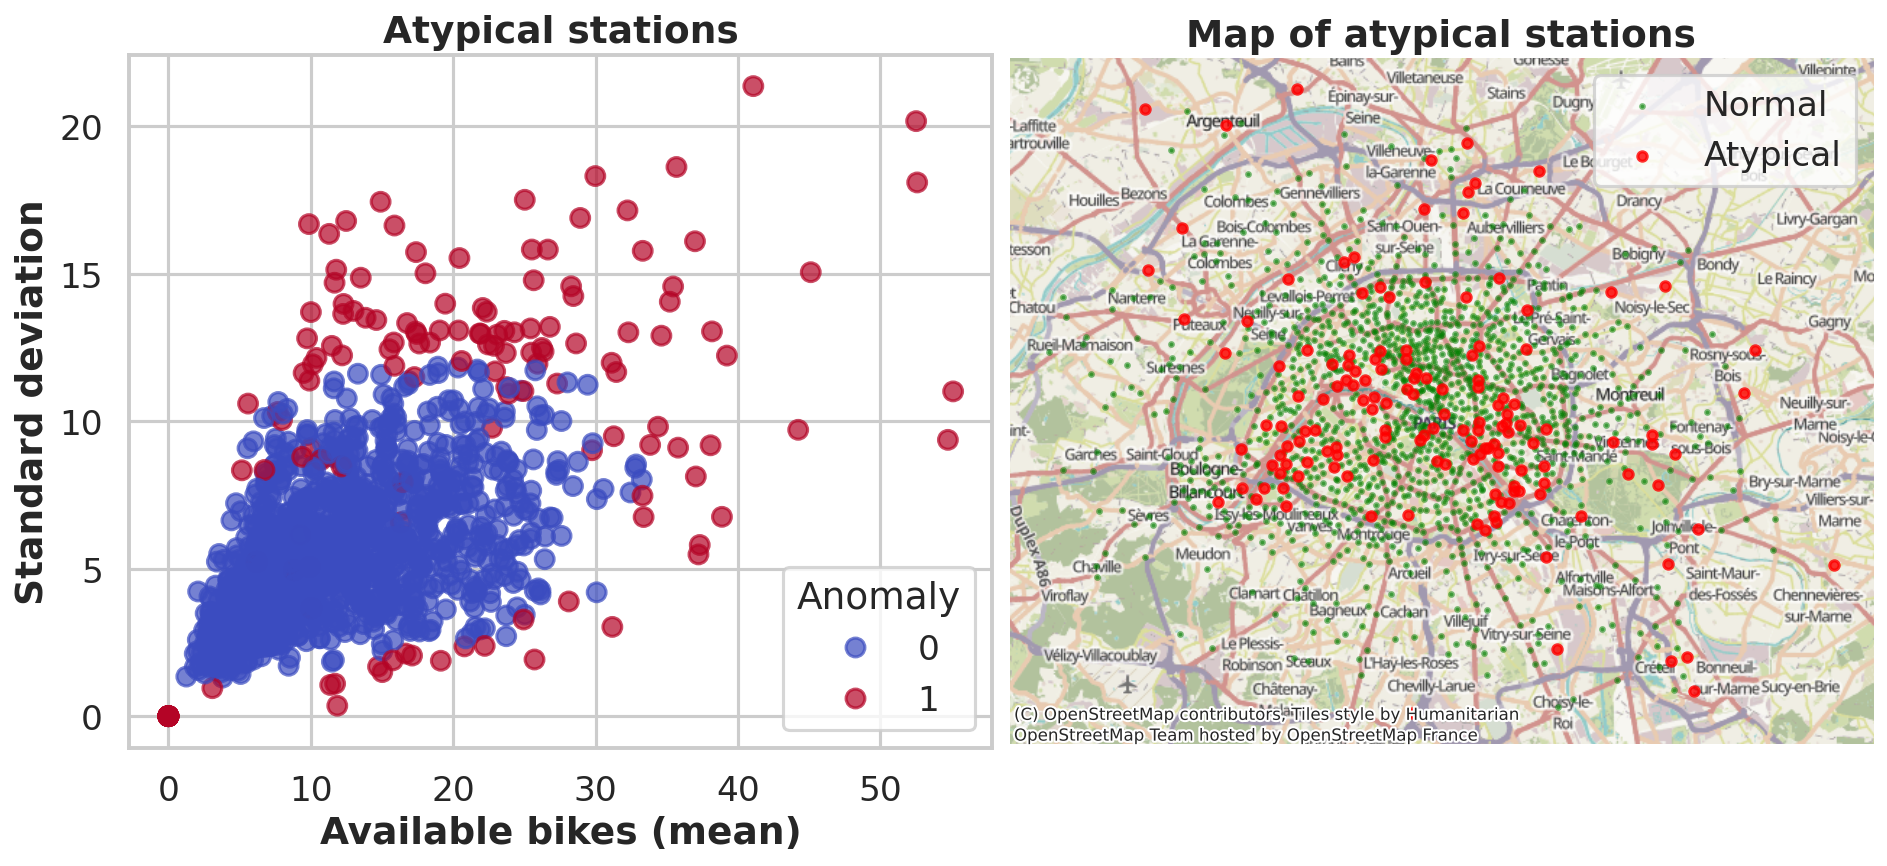 Atypical stations
20
15
10
5
0
Standard deviation
0
10
20
30
40
50
Available bikes (mean)
Anomaly
0
1
Map of atypical stations
Normal
Atypical
Bains
Villetaneuse
Gonesse
Villepinte
Épinay-sur-
Seine
Stains
Dugny
-Laffitte
artrouville
Argenteuil
Villeneuve-
la-Garenne
Le Bourget
La Courneuve
Houilles
Bezons
Colombes
Gennevilliers
Drancy
Livry-Gargan
Bois-Colombes
Saint-Ouen-
sur-Seine
Aubervilliers
tesson
La Garenne-
Colombes
Clichy
Bobigny
Bondy
Le Raincy
Mo
Pantin
Nanterre
Levallois-Perret
Noisy-le-Sec
Chatou
Puteaux
Neuilly-sur-
Seine
Le Pré-Saint-
Gervais
Gagny
Rueil-Malmaison
Suresnes
Rosny-sous-
Bois
Bagnolet
Montreuil
Neuilly-sur-
Marne
int-
PARIS
Fontenay-
sous-Bois
Noisy-le-G
Vincennes
Garches
Saint-Cloud
Saint-Mandé
Boulogne-
Billancourt
Bry-sur-Marne
Villiers-sur-
Marne
Sèvres
Issy-les-Moulineaux
Vanves
Montrouge
Charenton-
le-Pont
Joinville-le-
Pont
Duplex A86
Meudon
Ivry-sur-Seine
Chaville
Arcueil
Alfortville
Maisons-Alfort
Saint-Maur-
des-Fossés
Viroflay
Clamart
Châtillon
Bagneux
Cachan
Chennevières-
sur-Marne
Villejuif
Vitry-sur-Seine
Vélizy-Villacoublay
Le Plessis-
Robinson
Sceaux
L'Haÿ-les-Roses
Créteil
Bonneuil-
sur-Marne
Sucy-en-Brie
Châtenay-
Chevilly-Larue
Choisy-le-
Roi
(C) OpenStreetMap contributors, Tiles style by Humanitarian
OpenStreetMap Team hosted by OpenStreetMap France